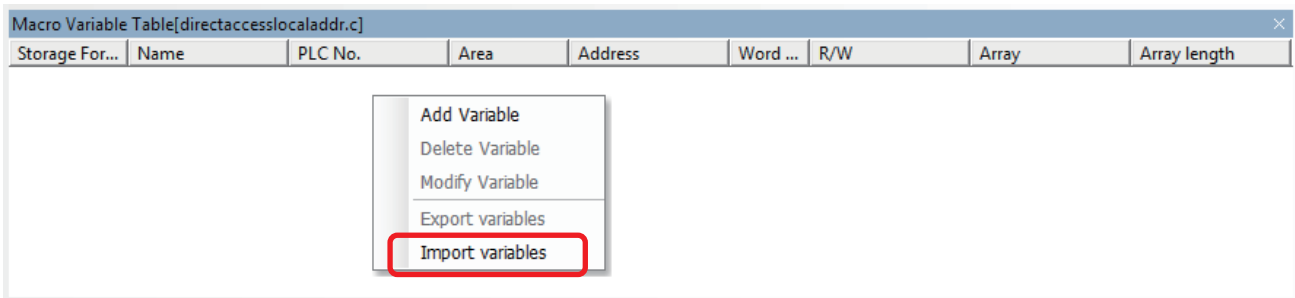 Macro Variable Table[directaccesslocaladdr.c]
Storage For... Name PLC No. Area Address Word ... R/W Array Array length
Add Variable
Delete Variable
Modify Variable
Export variables
Import variables